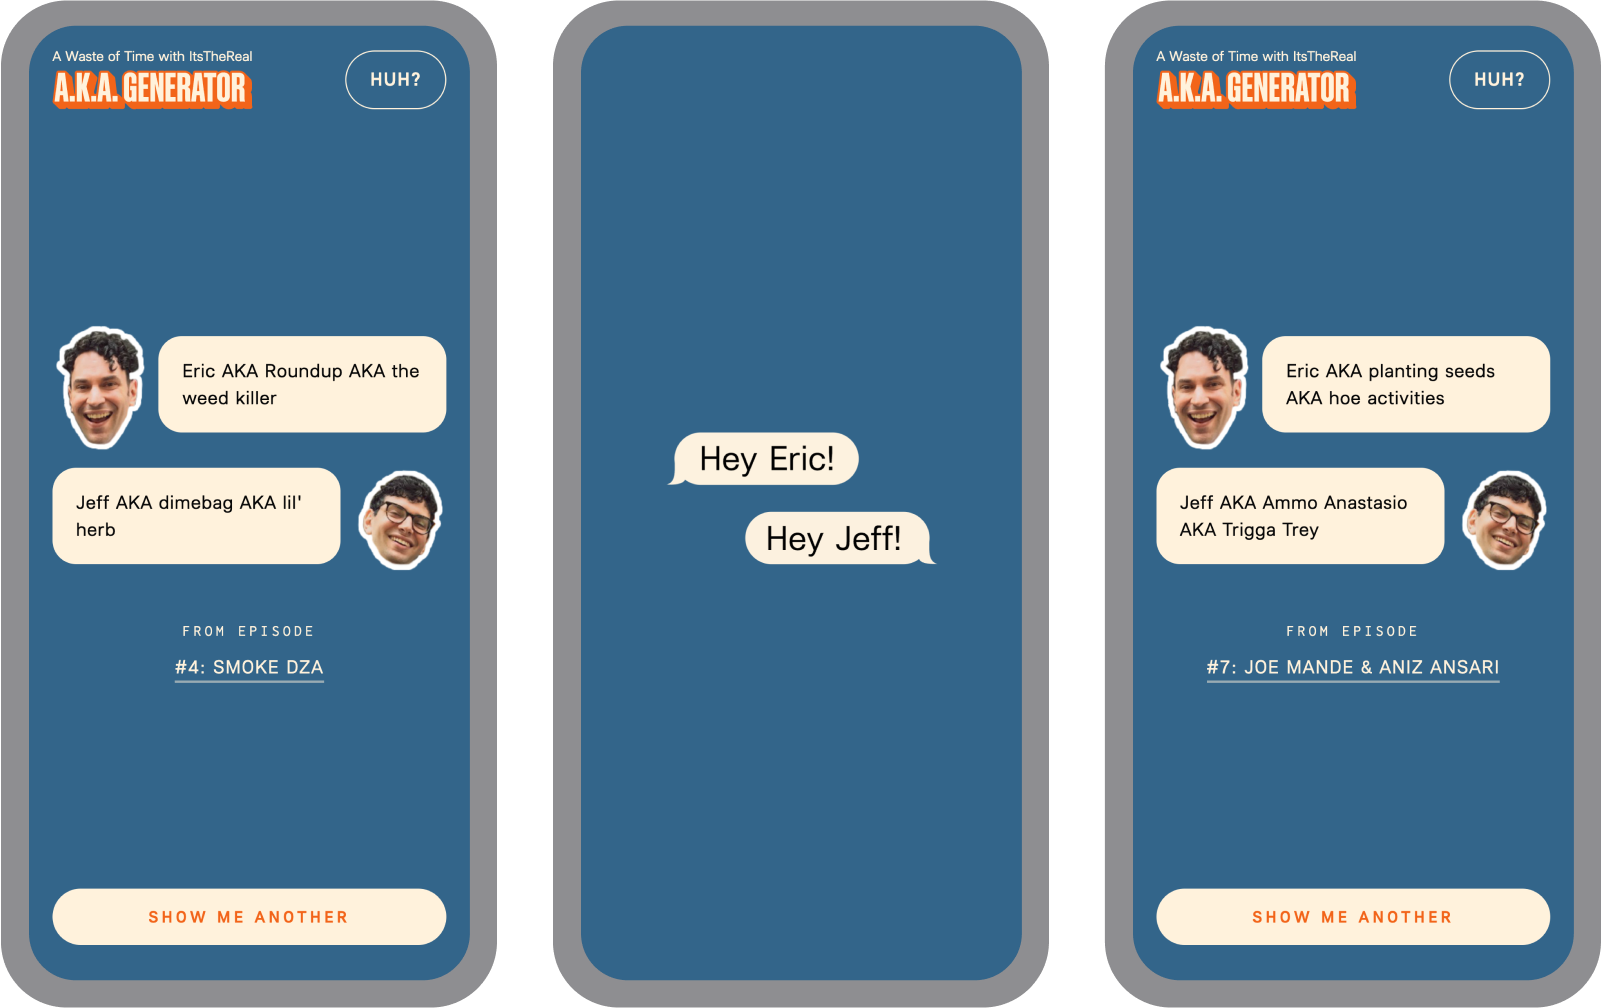 A Waste of Time with ItsTheReal
A.K.A. GENERATOR
HUH?
Eric AKA Roundup AKA the
weed killer
Jeff AKA dimebag AKA lil'
herb
FROM EPISODE
#4: SMOKE DZA
SHOW ME ANOTHER
Hey Eric!
Hey Jeff!
A Waste of Time with ItsTheReal
A.K.A. GENERATOR
HUH?
Eric AKA planting seeds
AKA hoe activities
Jeff AKA Ammo Anastasio
AKA Trigga Trey
FROM EPISODE
#7: JOE MANDE & ANIZ ANSARI
SHOW ME ANOTHER